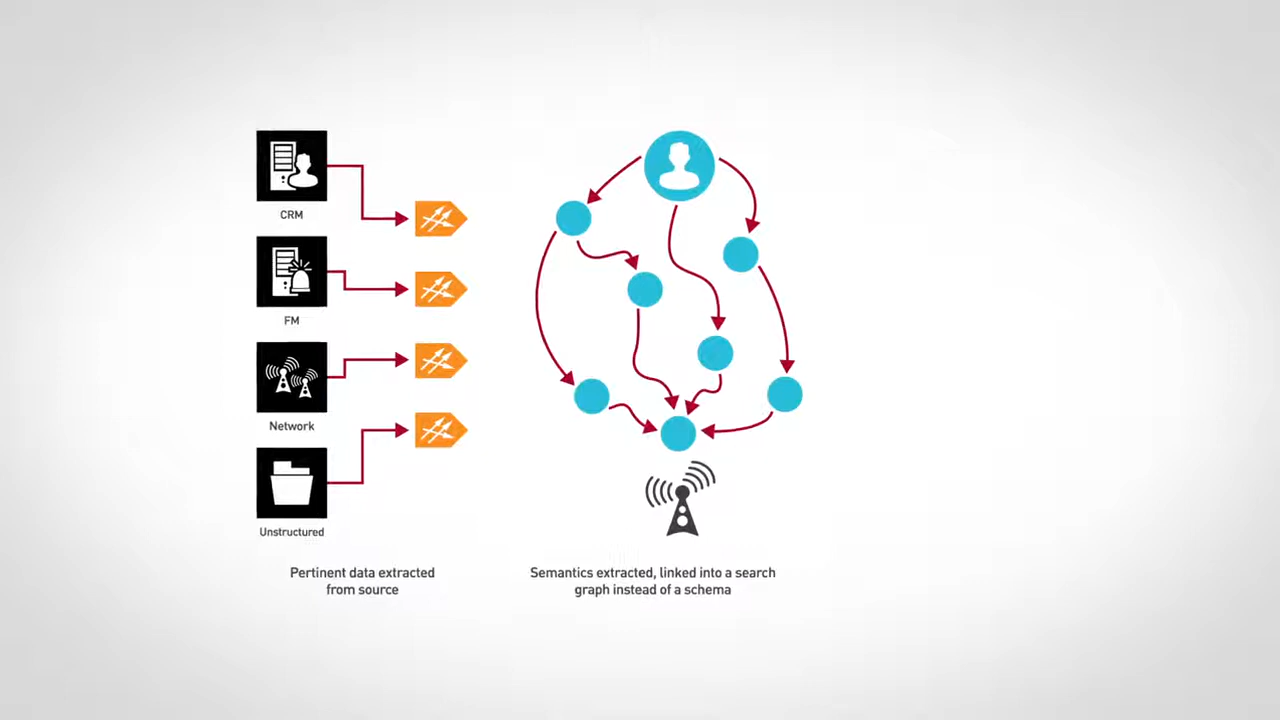 CRM
FM
Network
Unstructured
Pertinent data extracted
from source
Semantics extracted, linked into a search
graph instead of a schema